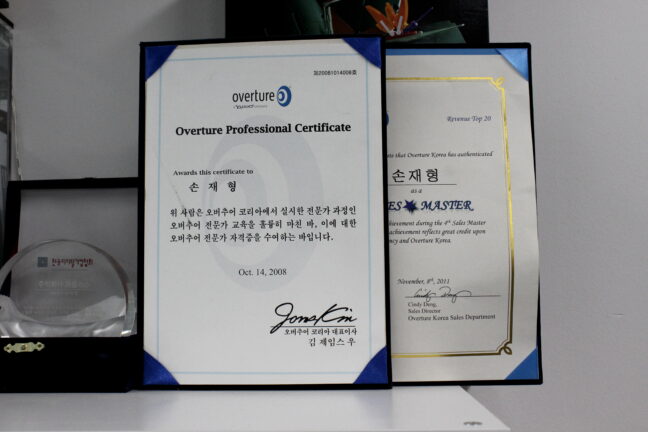 제20081014008호
overture
Overture Professional Certificate
Awards this certificate to
손 재 형
위 사람은 오버추어 코리아에서 실시한 전문가 과정인
오버추어 전문가 교육을 훌륭히 마친 바, 이에 대한
오버추어 전문가 자격증을 수여하는 바입니다.
Oct. 14, 2008
오버추어 코리아 대표이사
김 제임스 우
Revenue Top 20
that Overture Korea has authenticated
손재형
as a
MASTER
during the 4th Sales Master
achievement reflects great credit upon
and Overture Korea.
November, 8th, 2011
Cindy Deng,
Sales Director
Overture Korea Sales Department